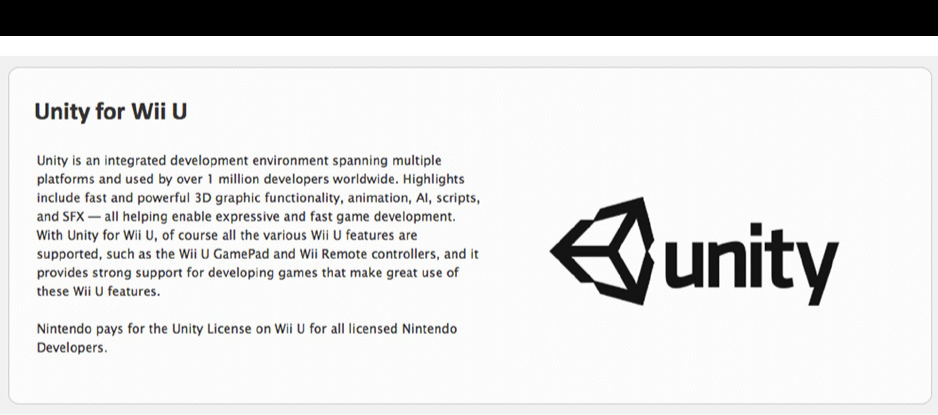 Unity for Wii U
Unity is an integrated development environment spanning multiple
platforms and used by over 1 million developers worldwide. Highlights
include fast and powerful 3D graphic functionality, animation, AI, scripts,
and SFX — all helping enable expressive and fast game development.
With Unity for Wii U, of course all the various Wii U features are
supported, such as the Wii U GamePad and Wii Remote controllers, and it
provides strong support for developing games that make great use of
these Wii U features.
Nintendo pays for the Unity License on Wii U for all licensed Nintendo
Developers.
unity